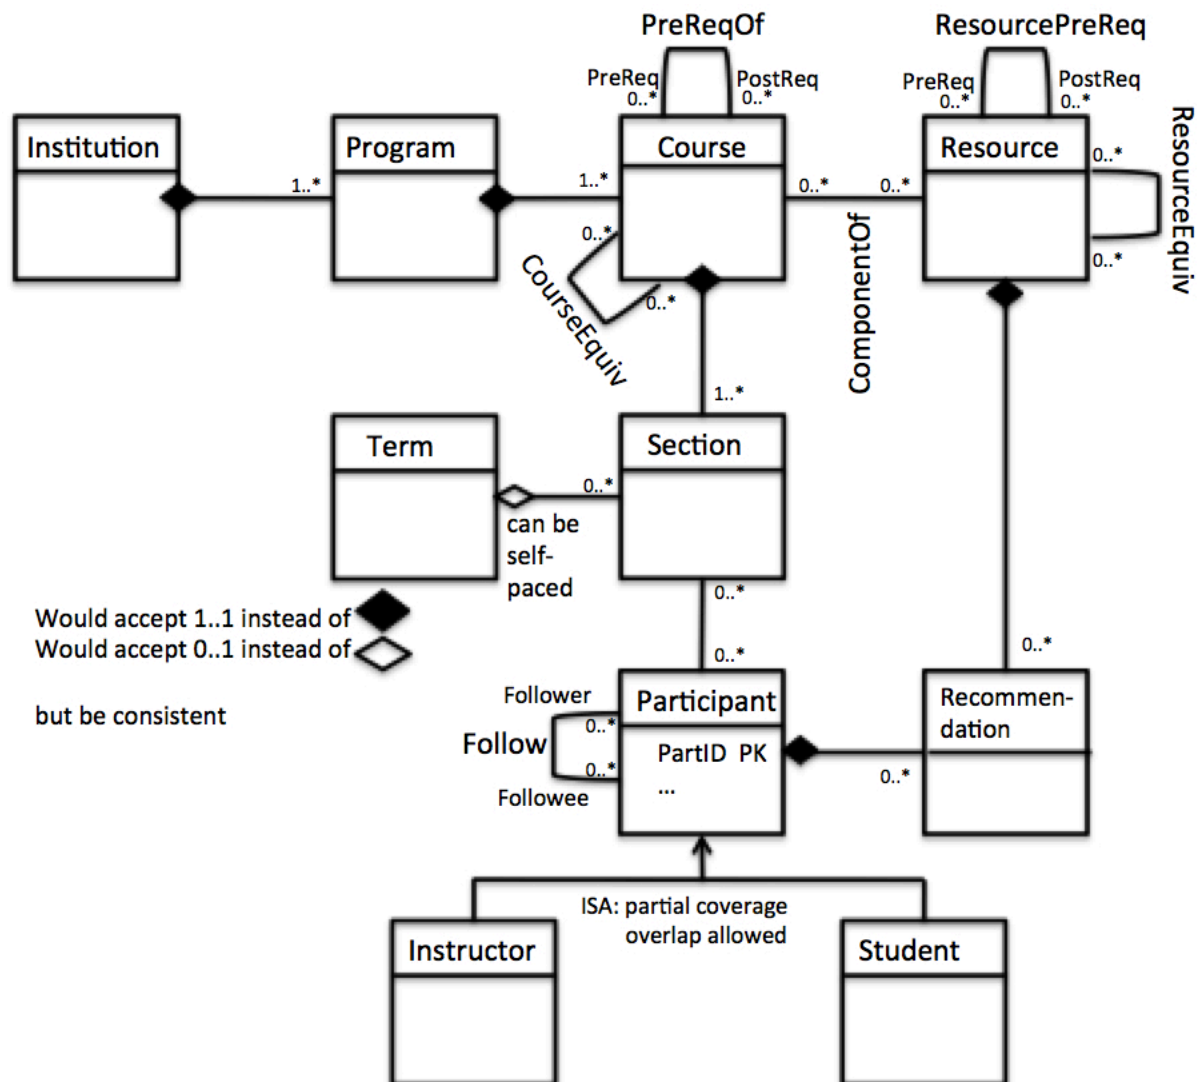 PreReqOf
ResourcePreReq
PreReq
PostReq
0..*
0..*
PreReq
PostReq
0..*
0..*
Institution
Program
Course
Resource
ResourceEquiv
0..*
0..*
1..*
1..*
0..*
0..*
ComponentOf
0..*
0..*
CourseEquiv
1..*
Term
Section
0..*
can be
self-
paced
0..*
0..*
Would accept 1..1 instead of
Would accept 0..1 instead of
but be consistent
0..*
Follower
0..*
Follow
0..*
Followee
Participant
PartID PK
...
0..*
Recommen-
dation
ISA: partial coverage
overlap allowed
Instructor
Student